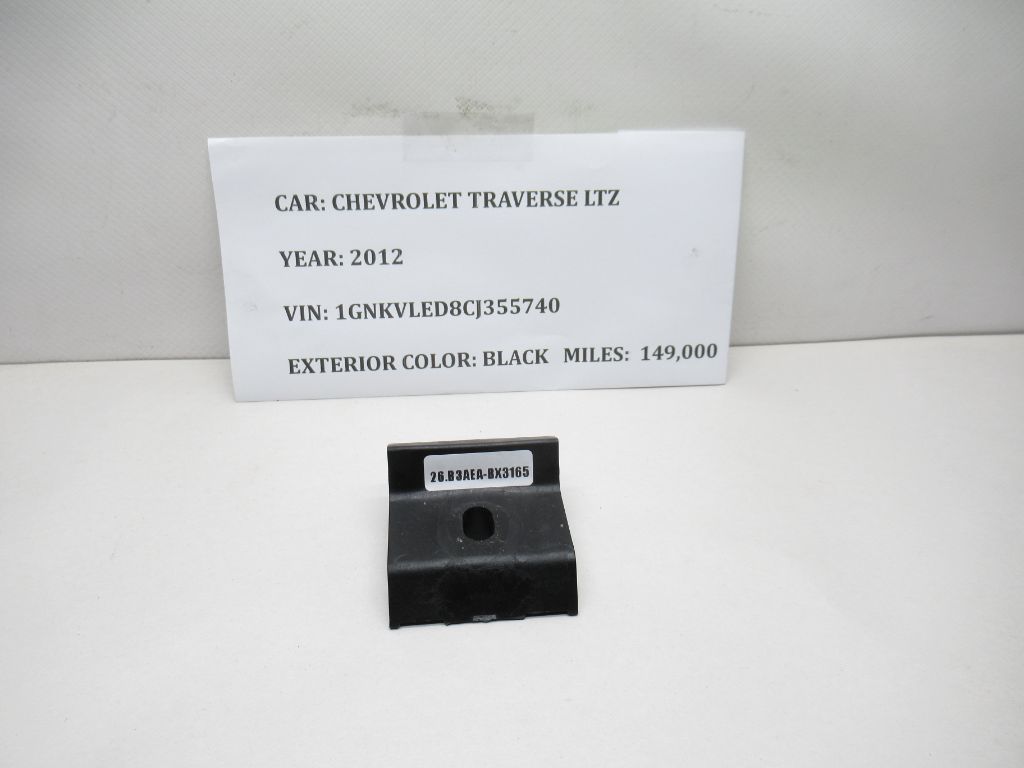 CAR: CHEVROLET TRAVERSE LTZ
YEAR: 2012
VIN: 1GNKVLED8CJ355740
EXTERIOR COLOR: BLACK MILES: 149,000
26.B3AEA-BX3165